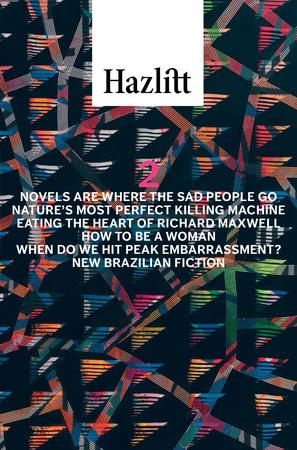 Hazlitt
2
NOVELS ARE WHERE THE SAD PEOPLE GO
NATURE'S MOST PERFECT KILLING MACHINE
EATING THE HEART OF RICHARD MAXWELL
HOW TO BE A WOMAN
WHEN DO WE HIT PEAK EMBARRASSMENT?
NEW BRAZILIAN FICTION